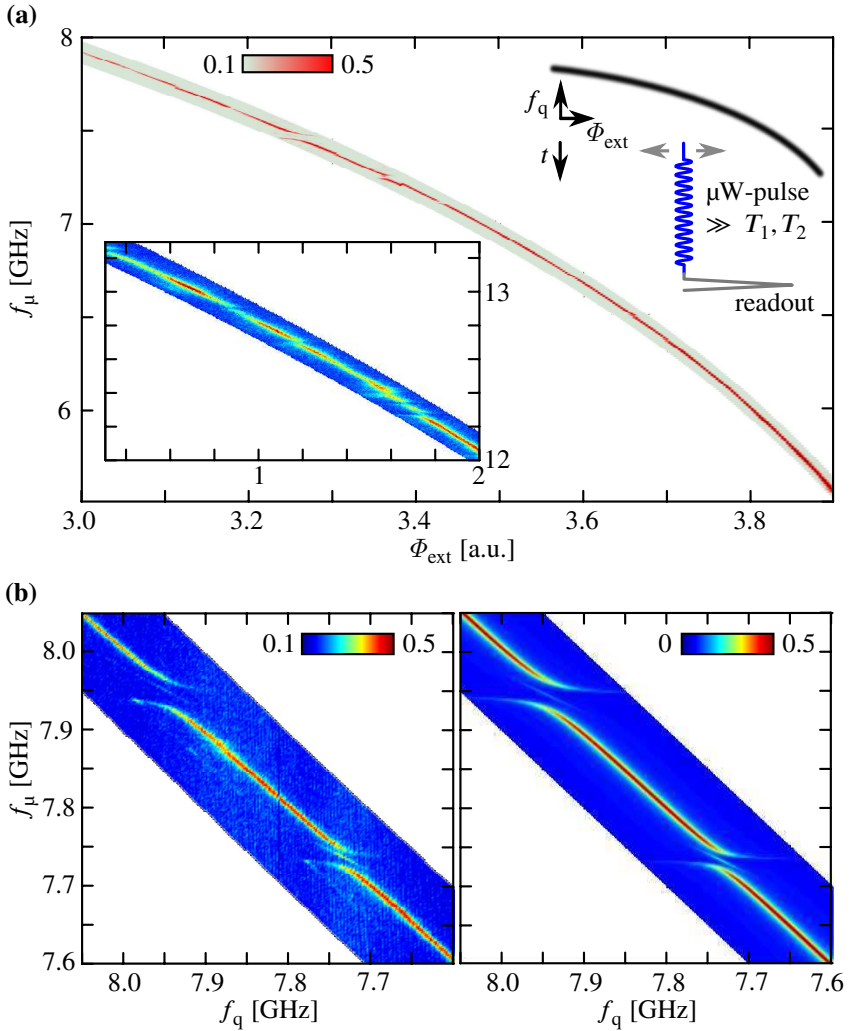 (a)
8
7
6
f_μ [GHz]
0.1 0.5
f_q
Φ_ext
t
μW-pulse
≫ T_1, T_2
readout
13
12
1 2
3.0 3.2 3.4 3.6 3.8
Φ_ext [a.u.]
(b)
8.0
7.9
7.8
7.7
7.6
f_μ [GHz]
0.1 0.5
8.0 7.9 7.8 7.7
f_q [GHz]
0 0.5
8.0 7.9 7.8 7.7 7.6
f_q [GHz]